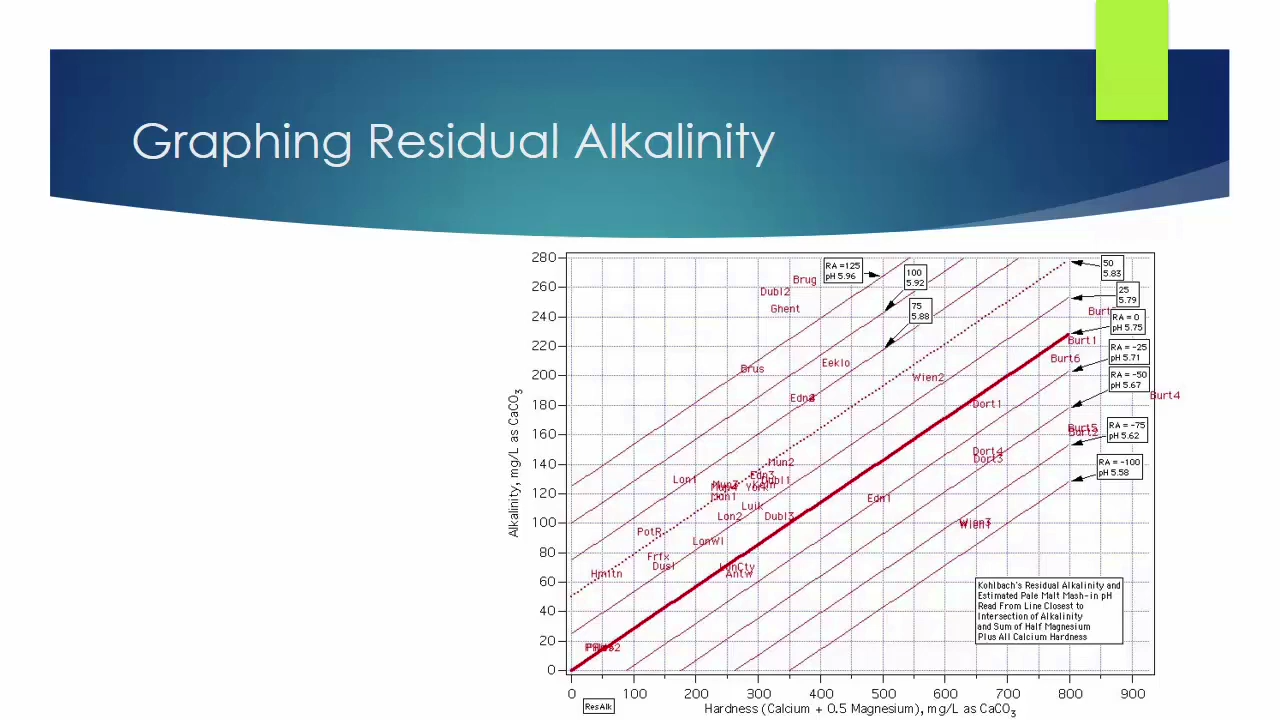 Graphing Residual Alkalinity
280
260
240
220
200
180
160
140
120
100
80
60
40
20
0
Alkalinity, mg/L as CaCO3
0 100 200 300 400 500 600 700 800 900
Hardness (Calcium + 0.5 Magnesium), mg/L as CaCO3
ResAlk
RA =125
pH 5.96
100
5.92
75
5.88
50
5.83
25
5.79
RA = 0
pH 5.75
RA = -25
pH 5.71
RA = -50
pH 5.67
RA = -75
pH 5.62
RA = -100
pH 5.58
Brug
Dubl2
Ghent
Burt1
Burt6
Brus
Eeklo
Wien2
Burt4
Dort1
Burt5
Dort4
Dort3
Mun2
Edn3
Lon1
York
Dubl1
Edn1
Luik
Lon2
Dubl3
Wien3
PotR
LonWl
Frfx
Dusl
LonCty
Antw
Kohlbach's Residual Alkalinity and
Estimated Pale Malt Mash-in pH
Read From Line Closest to
Intersection of Alkalinity
and Sum of Half Magnesium
Plus All Calcium Hardness